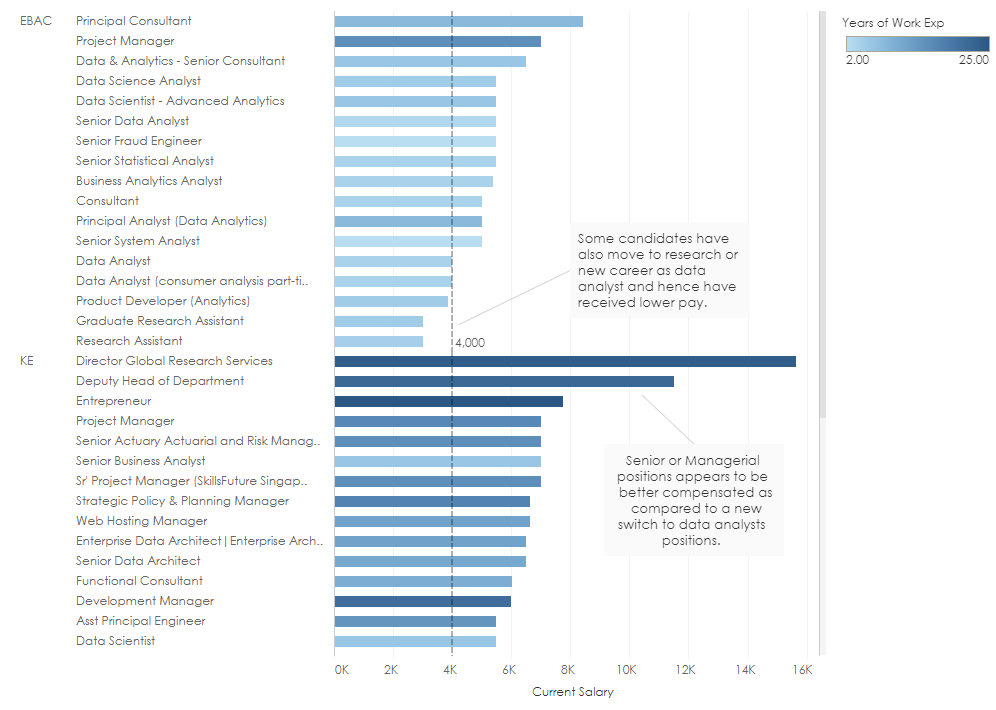 EBAC Principal Consultant
Project Manager
Data & Analytics - Senior Consultant
Data Science Analyst
Data Scientist - Advanced Analytics
Senior Data Analyst
Senior Fraud Engineer
Senior Statistical Analyst
Business Analytics Analyst
Consultant
Principal Analyst (Data Analytics)
Senior System Analyst
Data Analyst
Data Analyst (consumer analysis part-ti..
Product Developer (Analytics)
Graduate Research Assistant
Research Assistant
KE Director Global Research Services
Deputy Head of Department
Entrepreneur
Project Manager
Senior Actuary Actuarial and Risk Manag..
Senior Business Analyst
Sr' Project Manager (SkillsFuture Singap..
Strategic Policy & Planning Manager
Web Hosting Manager
Enterprise Data Architect|Enterprise Arch..
Senior Data Architect
Functional Consultant
Development Manager
Asst Principal Engineer
Data Scientist
4,000
Some candidates have
also move to research or
new career as data
analyst and hence have
received lower pay.
Senior or Managerial
positions appears to be
better compensated as
compared to a new
switch to data analysts
positions.
0K 2K 4K 6K 8K 10K 12K 14K 16K
Current Salary
Years of Work Exp
2.00 25.00